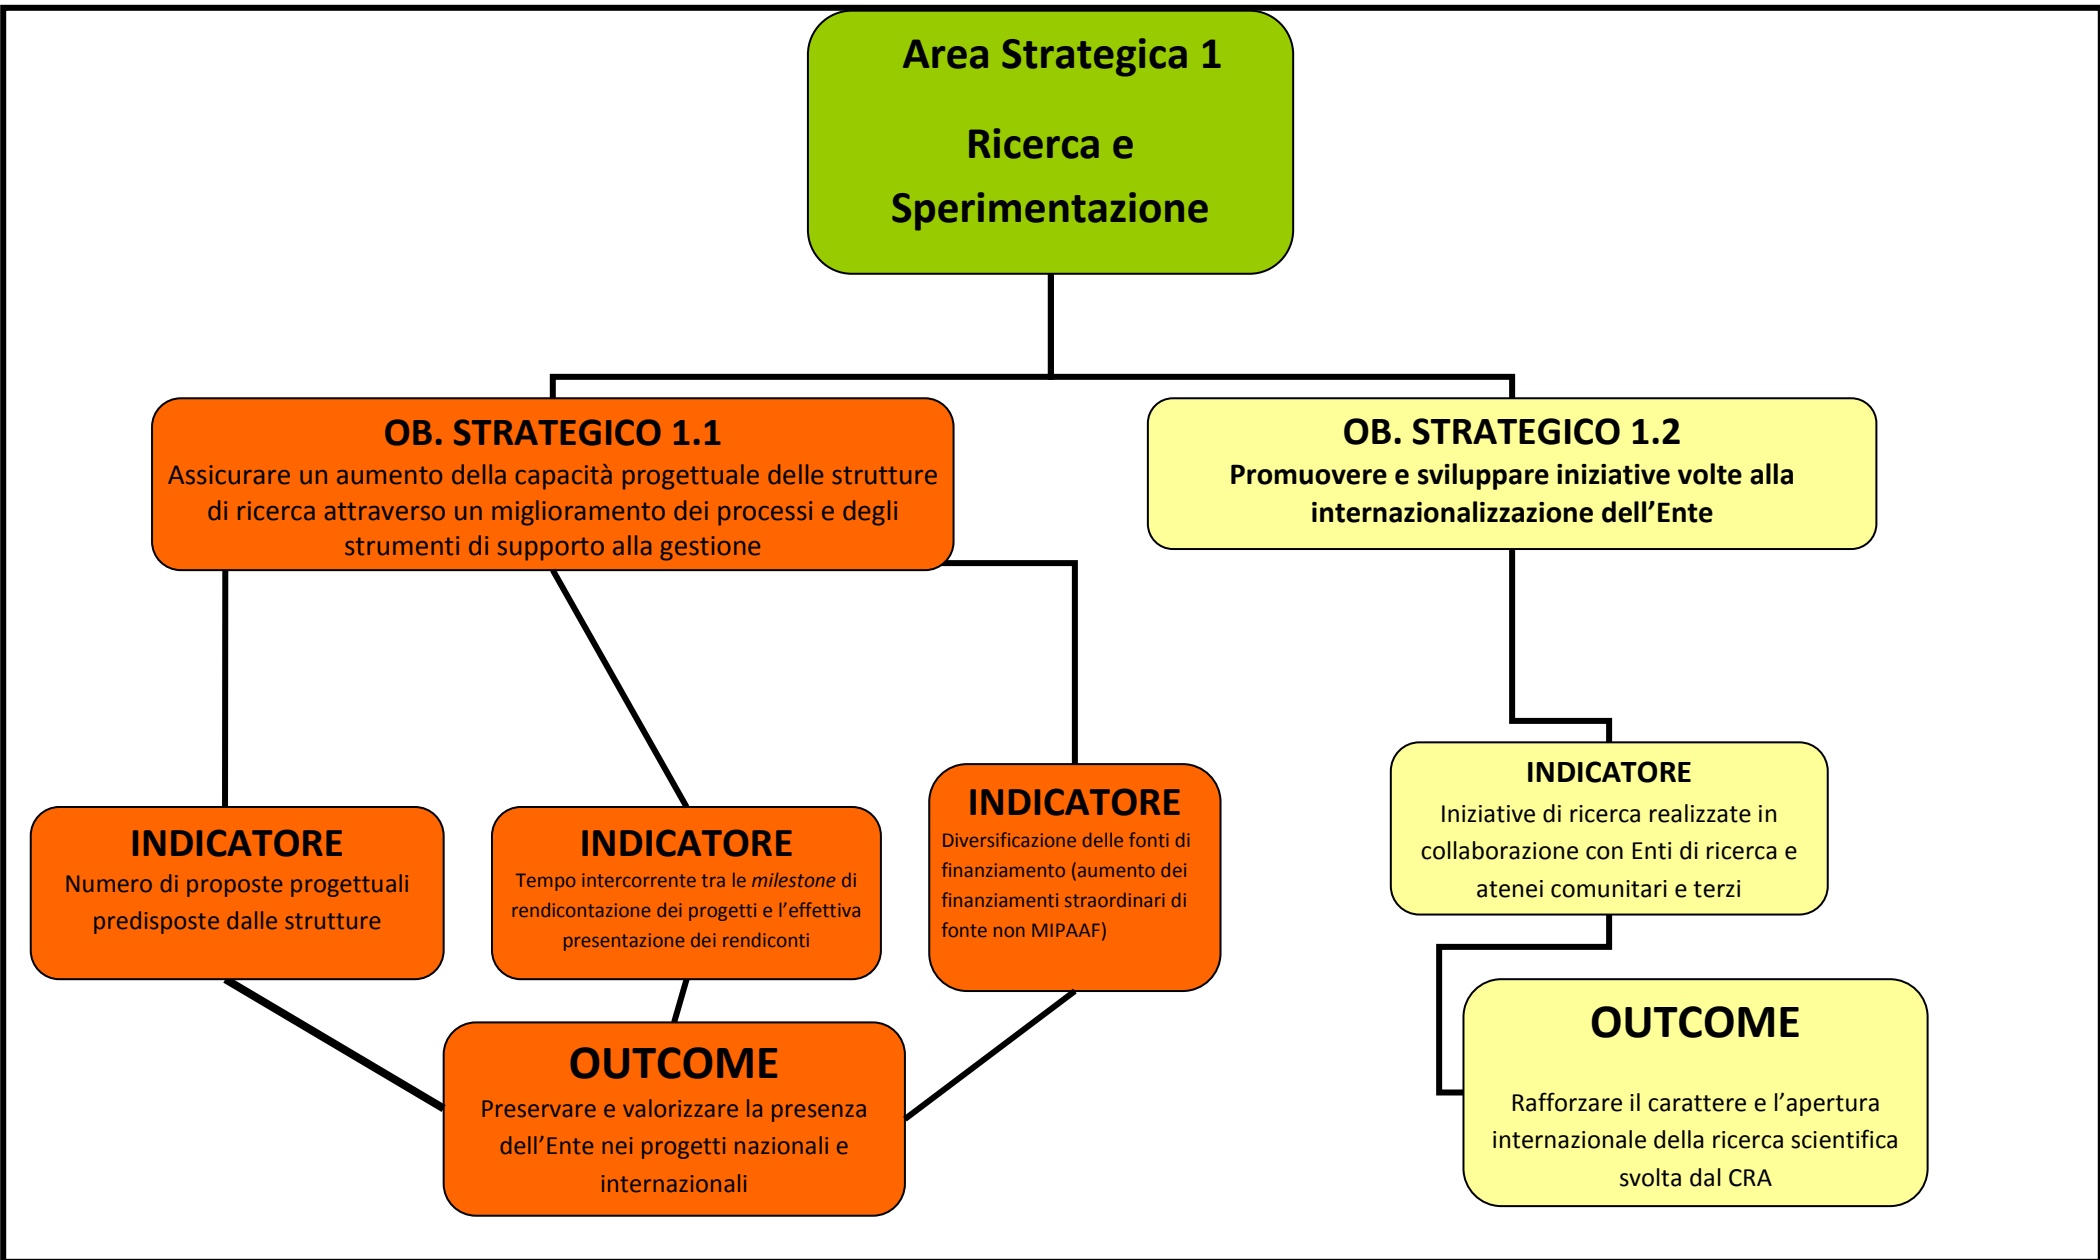 Area Strategica 1
Ricerca e
Sperimentazione
OB. STRATEGICO 1.1
Assicurare un aumento della capacità progettuale delle strutture
di ricerca attraverso un miglioramento dei processi e degli
strumenti di supporto alla gestione
OB. STRATEGICO 1.2
Promuovere e sviluppare iniziative volte alla
internazionalizzazione dell’Ente
INDICATORE
Numero di proposte progettuali
predisposte dalle strutture
INDICATORE
Tempo intercorrente tra le milestone di
rendicontazione dei progetti e l’effettiva
presentazione dei rendiconti
INDICATORE
Diversificazione delle fonti di
finanziamento (aumento dei
finanziamenti straordinari di
fonte non MIPAAF)
INDICATORE
Iniziative di ricerca realizzate in
collaborazione con Enti di ricerca e
atenei comunitari e terzi
OUTCOME
Preservare e valorizzare la presenza
dell’Ente nei progetti nazionali e
internazionali
OUTCOME
Rafforzare il carattere e l’apertura
internazionale della ricerca scientifica
svolta dal CRA